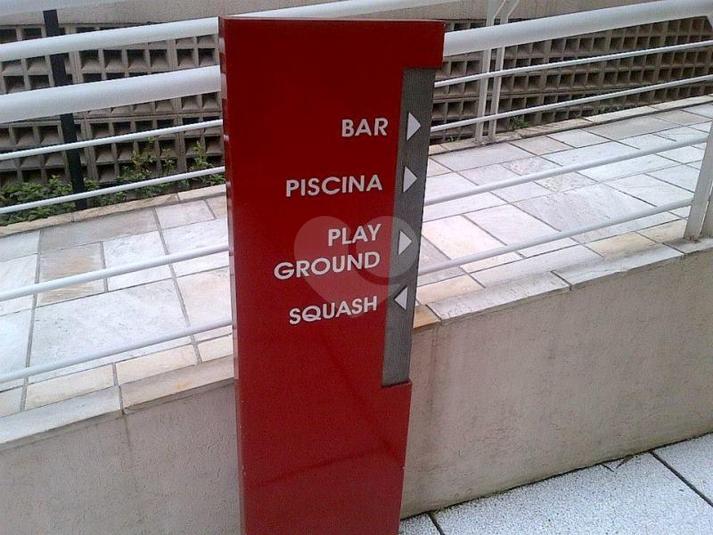 BAR
PISCINA
PLAY
GROUND
SQUASH